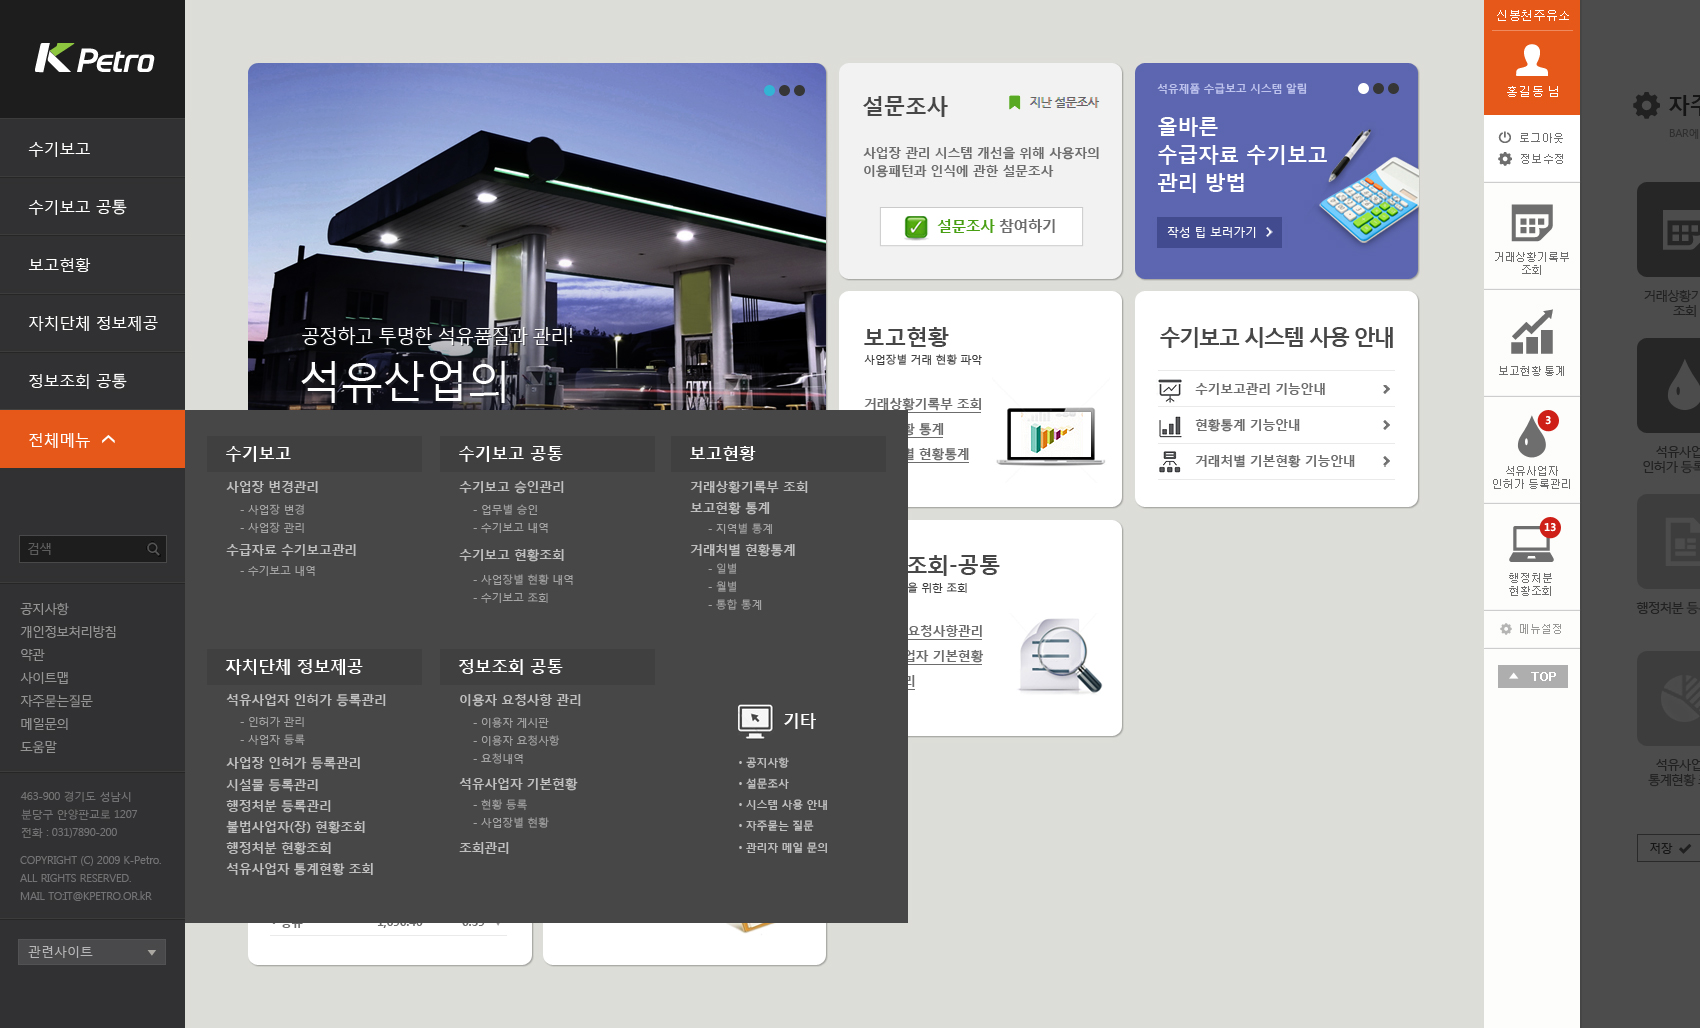 K Petro
수기보고
수기보고 공통
보고현황
자치단체 정보제공
정보조회 공통
전체메뉴
검색
공지사항
개인정보처리방침
약관
사이트맵
자주묻는질문
메일문의
도움말
463-900 경기도 성남시
분당구 안양판교로 1207
전화 : 031)7890-200
COPYRIGHT (C) 2009 K-Petro.
ALL RIGHTS RESERVED.
MAIL TO:IT@KPETRO.OR.kR
관련사이트
공정하고 투명한 석유품질과 관리!
석유산업의
설문조사
지난 설문조사
사업장 관리 시스템 개선을 위해 사용자의
이용패턴과 인식에 관한 설문조사
설문조사 참여하기
석유제품 수급보고 시스템 알림
올바른
수급자료 수기보고
관리 방법
작성 팁 보러가기
보고현황
사업장별 거래 현황 파악
거래상황기록부 조회
통계
현황통계
수기보고 시스템 사용 안내
수기보고관리 기능안내
현황통계 기능안내
거래처별 기본현황 기능안내
조회-공통
을 위한 조회
요청사항관리
기본현황
수기보고
사업장 변경관리
- 사업장 변경
- 사업장 관리
수급자료 수기보고관리
- 수기보고 내역
수기보고 공통
수기보고 승인관리
- 업무별 승인
- 수기보고 내역
수기보고 현황조회
- 사업장별 현황 내역
- 수기보고 조회
보고현황
거래상황기록부 조회
보고현황 통계
- 지역별 통계
거래처별 현황통계
- 일별
- 월별
- 통합 통계
자치단체 정보제공
석유사업자 인허가 등록관리
- 인허가 관리
- 사업자 등록
사업장 인허가 등록관리
시설물 등록관리
행정처분 등록관리
불법사업자(장) 현황조회
행정처분 현황조회
석유사업자 통계현황 조회
정보조회 공통
이용자 요청사항 관리
- 이용자 게시판
- 이용자 요청사항
- 요청내역
석유사업자 기본현황
- 현황 등록
- 사업장별 현황
조회관리
기타
• 공지사항
• 설문조사
• 시스템 사용 안내
• 자주묻는 질문
• 관리자 메일 문의
신봉천주유소
홍길동 님
로그아웃
정보수정
거래상황기록부
조회
보고현황 통계
3
석유사업자
인허가 등록관리
13
행정처분
현황조회
메뉴설정
TOP
자주
BAR에
거래상황기
조회
석유사업
인허가 등록
행정처분 등
석유사업
통계현황
저장